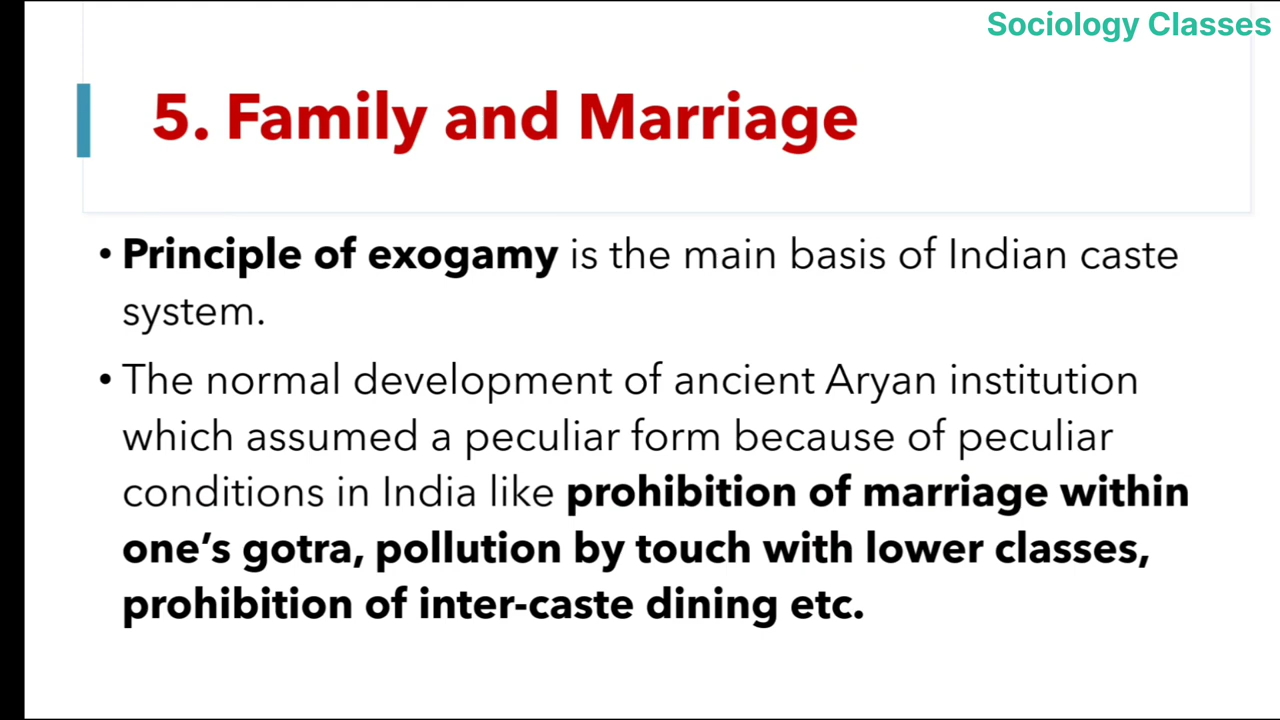 Sociology Classes
5. Family and Marriage
• Principle of exogamy is the main basis of Indian caste
system.
• The normal development of ancient Aryan institution
which assumed a peculiar form because of peculiar
conditions in India like prohibition of marriage within
one’s gotra, pollution by touch with lower classes,
prohibition of inter-caste dining etc.